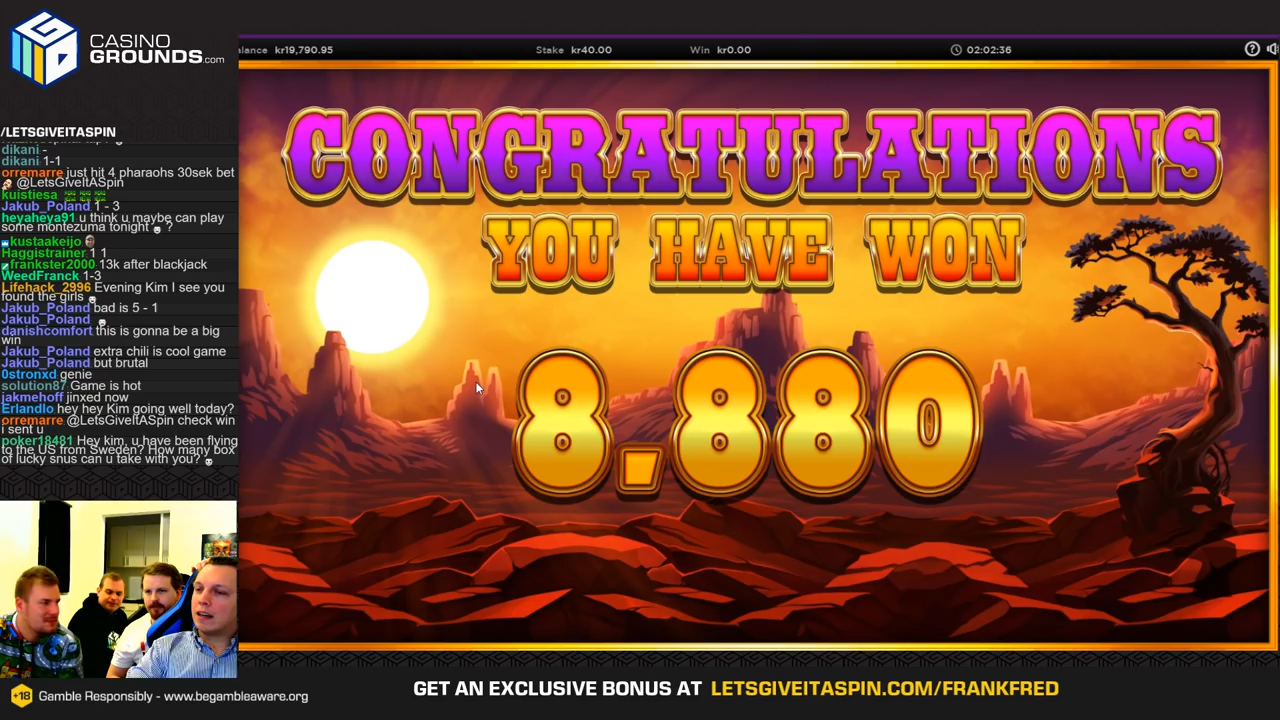 CASINO
GROUNDS.com
/LETSGIVEITASPIN
dikani -
dikani 1-1
orremarre just hit 4 pharaohs 30sek bet
@LetsGiveItASpin
kuistiesa
Jakub_Poland 1 - 3
heyaheya91 u think u maybe can play
some montezuma tonight ?
kustaakeijo
Haggistrainer 1 1
frankster2000 13k after blackjack
WeedFranck 1-3
Lifehack_2996 Evening Kim I see you
found the girls
Jakub_Poland bad is 5 - 1
Jakub_Poland
danishcomfort this is gonna be a big
win
Jakub_Poland extra chili is cool game
Jakub_Poland but brutal
0stronxd genie
solution87 Game is hot
jakmehoff jinxed now
Erlandlo hey hey Kim going well today?
orremarre @LetsGiveItASpin check win
i sent u
poker18481 Hey kim, u have been flying
to the US from Sweden? How many box
of lucky snus can u take with you?
alance kr19,790.95 Stake kr40.00 Win kr0.00 02:02:36
CONGRATULATIONS
YOU HAVE WON
8.880
+18 Gamble Responsibly - www.begambleaware.org
GET AN EXCLUSIVE BONUS AT LETSGIVEITASPIN.COM/FRANKFRED